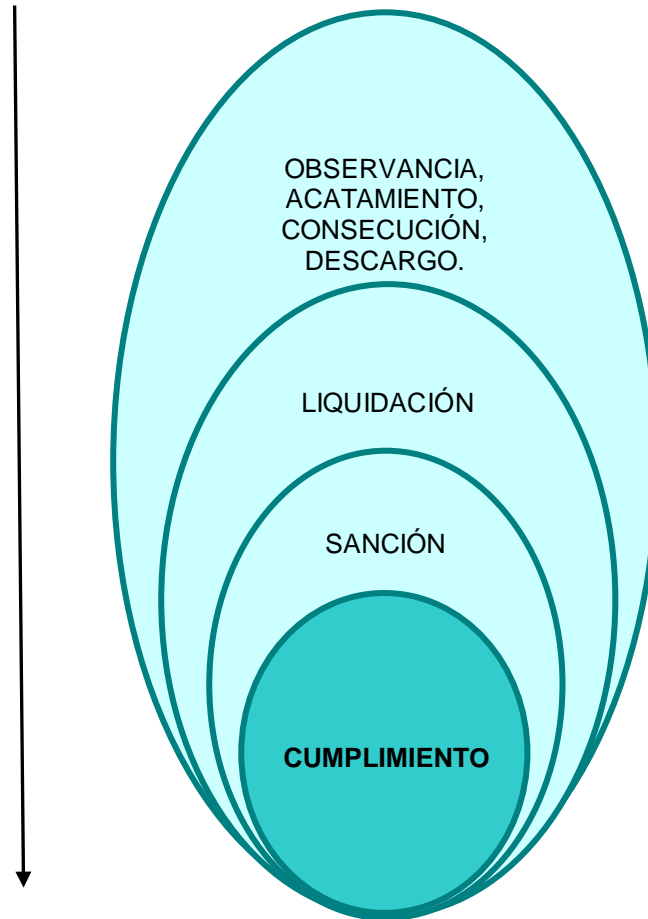 OBSERVANCIA,
ACATAMIENTO,
CONSECUCIÓN,
DESCARGO.
LIQUIDACIÓN
SANCIÓN
CUMPLIMIENTO